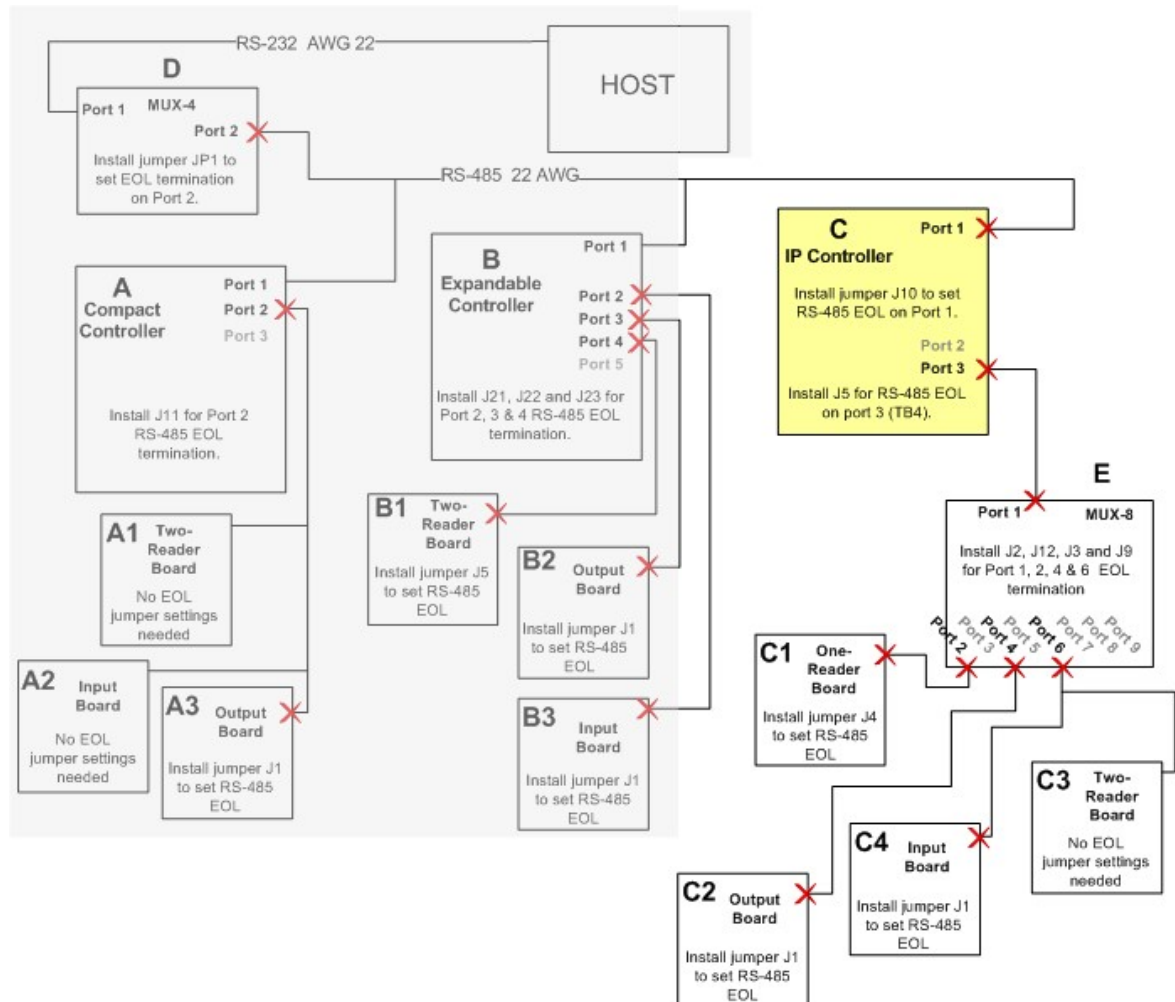 RS-232 AWG 22
HOST
D
MUX-4
Port 1
Port 2
Install jumper JP1 to
set EOL termination
on Port 2.
RS-485 22 AWG
A
Compact
Controller
Port 1
Port 2
Port 3
Install J11 for Port 2
RS-485 EOL
termination.
B
Expandable
Controller
Port 1
Port 2
Port 3
Port 4
Port 5
Install J21, J22 and J23 for
Port 2, 3 & 4 RS-485 EOL
termination.
C
IP Controller
Port 1
Install jumper J10 to set
RS-485 EOL on Port 1.
Port 2
Port 3
Install J5 for RS-485 EOL
on port 3 (TB4).
E
Port 1
MUX-8
Install J2, J12, J3 and J9
for Port 1, 2, 4 & 6 EOL
termination
Port 2
Port 3
Port 4
Port 5
Port 6
Port 7
Port 8
Port 9
A1
Two-
Reader
Board
No EOL
jumper settings
needed
A2
Input
Board
No EOL
jumper settings
needed
A3
Output
Board
Install jumper J1
to set RS-485
EOL
B1
Two-
Reader
Board
Install jumper J5
to set RS-485
EOL
B2
Output
Board
Install jumper J1
to set RS-485
EOL
B3
Input
Board
Install jumper J1
to set RS-485
EOL
C1
One-
Reader
Board
Install jumper J4
to set RS-485
EOL
C2
Output
Board
Install jumper J1
to set RS-485
EOL
C4
Input
Board
Install jumper J1
to set RS-485
EOL
C3
Two-
Reader
Board
No EOL
jumper settings
needed